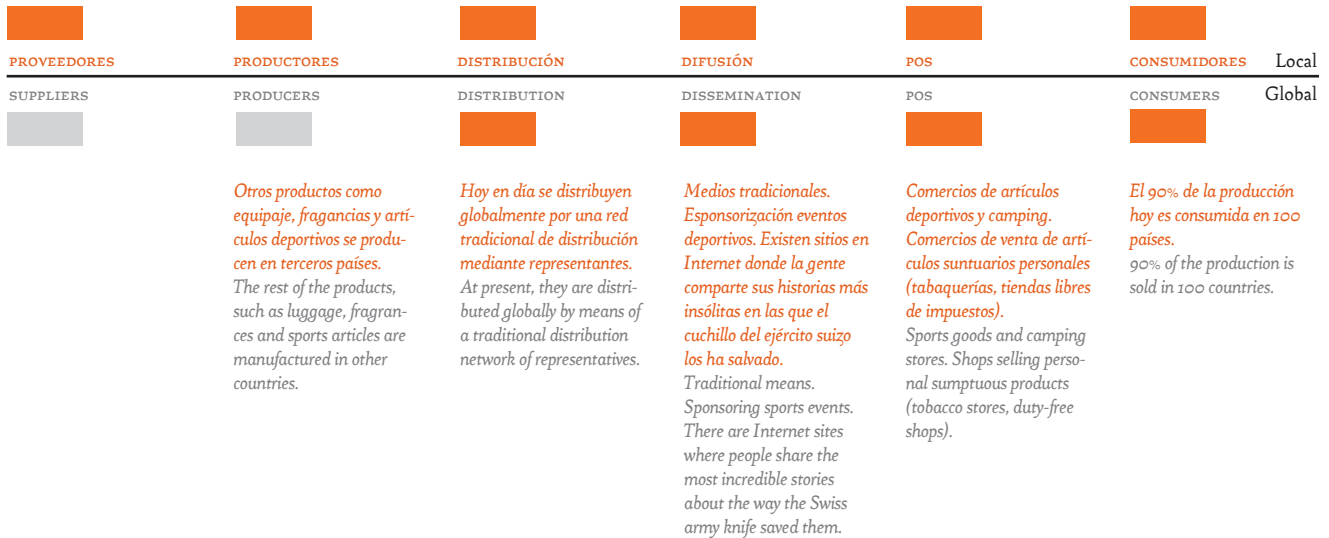 PROVEEDORES PRODUCTORES DISTRIBUCIÓN DIFUSIÓN POS CONSUMIDORES Local
SUPPLIERS PRODUCERS DISTRIBUTION DISSEMINATION POS CONSUMERS Global
Otros productos como
equipaje, fragancias y artí-
culos deportivos se produ-
cen en terceros países.
The rest of the products,
such as luggage, fragran-
ces and sports articles are
manufactured in other
countries.
Hoy en día se distribuyen
globalmente por una red
tradicional de distribución
mediante representantes.
At present, they are distri-
buted globally by means of
a traditional distribution
network of representatives.
Medios tradicionales.
Esponsorización eventos
deportivos. Existen sitios en
Internet donde la gente
comparte sus historias más
insólitas en las que el
cuchillo del ejército suizo
los ha salvado.
Traditional means.
Sponsoring sports events.
There are Internet sites
where people share the
most incredible stories
about the way the Swiss
army knife saved them.
Comercios de artículos
deportivos y camping.
Comercios de venta de artí-
culos suntuarios personales
(tabaquerías, tiendas libres
de impuestos).
Sports goods and camping
stores. Shops selling perso-
nal sumptuous products
(tobacco stores, duty-free
shops).
El 90% de la producción
hoy es consumida en 100
países.
90% of the production is
sold in 100 countries.